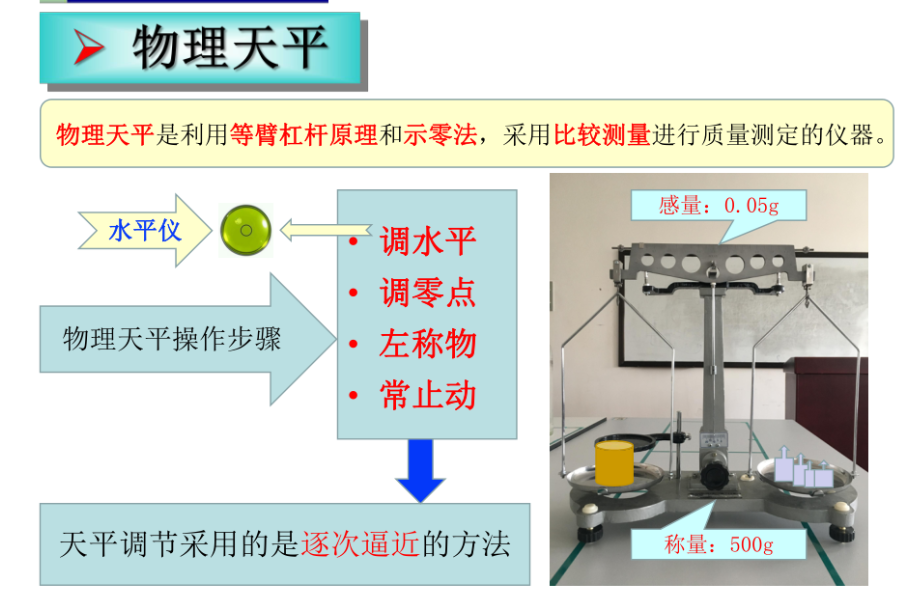 物理天平
物理天平是利用等臂杠杆原理和示零法，采用比较测量进行质量测定的仪器。
水平仪
• 调水平
• 调零点
• 左称物
• 常止动
物理天平操作步骤
天平调节采用的是逐次逼近的方法
感量：0.05g
称量：500g